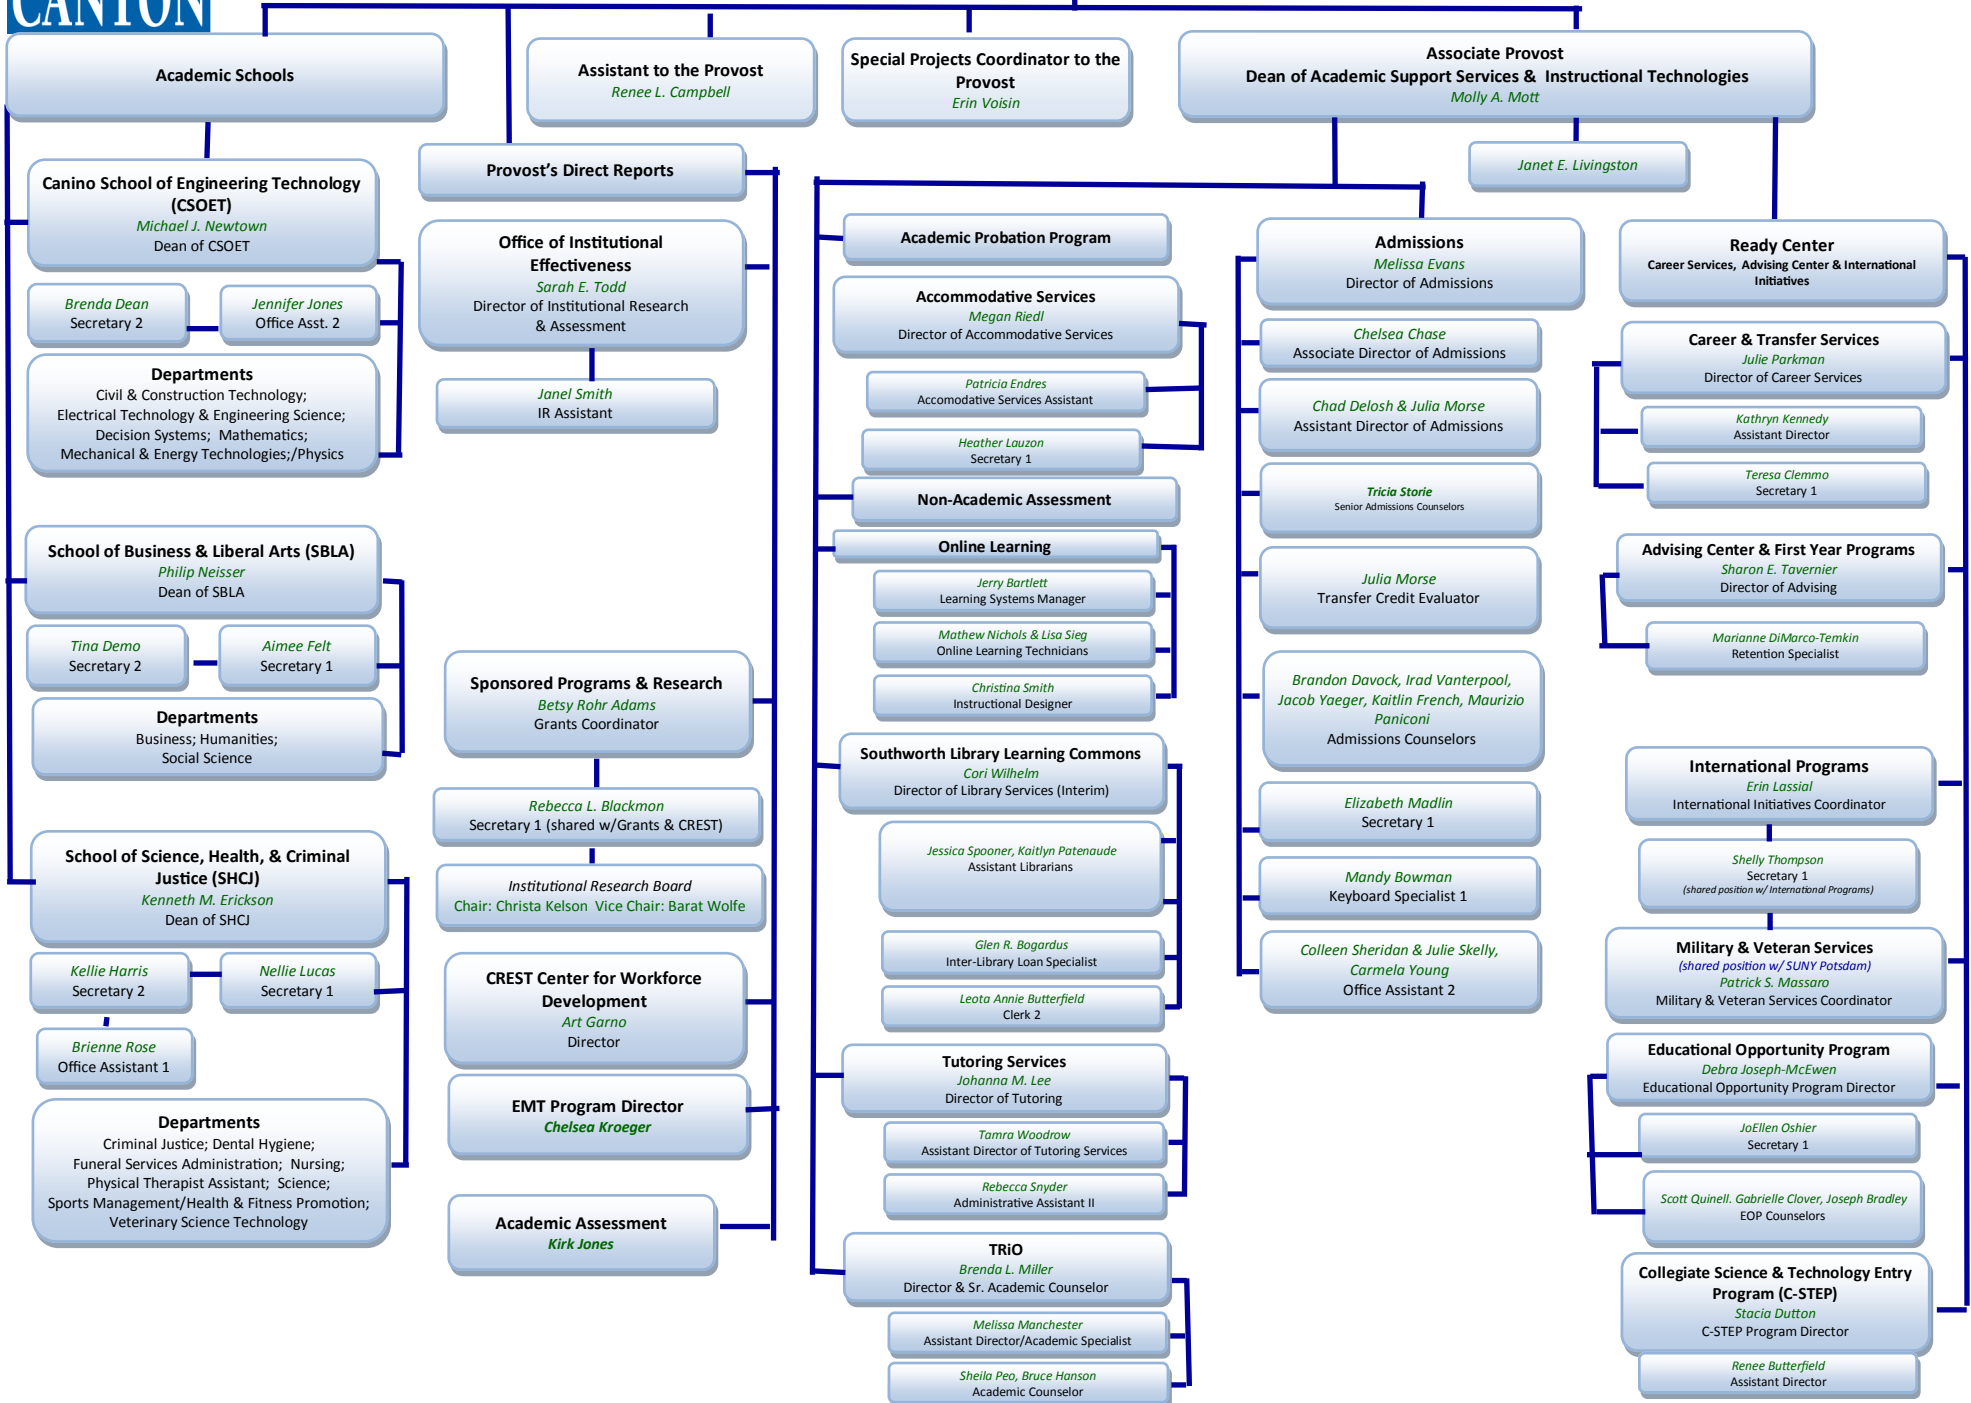 CANTON
Academic Schools
Assistant to the Provost
Renee L. Campbell
Special Projects Coordinator to the
Provost
Erin Voisin
Associate Provost
Dean of Academic Support Services & Instructional Technologies
Molly A. Mott
Janet E. Livingston
Canino School of Engineering Technology
(CSOET)
Michael J. Newtown
Dean of CSOET
Brenda Dean
Secretary 2
Jennifer Jones
Office Asst. 2
Departments
Civil & Construction Technology;
Electrical Technology & Engineering Science;
Decision Systems; Mathematics;
Mechanical & Energy Technologies;/Physics
School of Business & Liberal Arts (SBLA)
Philip Neisser
Dean of SBLA
Tina Demo
Secretary 2
Aimee Felt
Secretary 1
Departments
Business; Humanities;
Social Science
School of Science, Health, & Criminal
Justice (SHCJ)
Kenneth M. Erickson
Dean of SHCJ
Kellie Harris
Secretary 2
Nellie Lucas
Secretary 1
Brienne Rose
Office Assistant 1
Departments
Criminal Justice; Dental Hygiene;
Funeral Services Administration; Nursing;
Physical Therapist Assistant; Science;
Sports Management/Health & Fitness Promotion;
Veterinary Science Technology
Provost's Direct Reports
Office of Institutional
Effectiveness
Sarah E. Todd
Director of Institutional Research
& Assessment
Janel Smith
IR Assistant
Sponsored Programs & Research
Betsy Rohr Adams
Grants Coordinator
Rebecca L. Blackmon
Secretary 1 (shared w/Grants & CREST)
Institutional Research Board
Chair: Christa Kelson Vice Chair: Barat Wolfe
CREST Center for Workforce
Development
Art Garno
Director
EMT Program Director
Chelsea Kroeger
Academic Assessment
Kirk Jones
Academic Probation Program
Accommodative Services
Megan Riedl
Director of Accommodative Services
Patricia Endres
Accomodative Services Assistant
Heather Lauzon
Secretary 1
Non-Academic Assessment
Online Learning
Jerry Bartlett
Learning Systems Manager
Mathew Nichols & Lisa Sieg
Online Learning Technicians
Christina Smith
Instructional Designer
Southworth Library Learning Commons
Cori Wilhelm
Director of Library Services (Interim)
Jessica Spooner, Kaitlyn Patenaude
Assistant Librarians
Glen R. Bogardus
Inter-Library Loan Specialist
Leota Annie Butterfield
Clerk 2
Tutoring Services
Johanna M. Lee
Director of Tutoring
Tamra Woodrow
Assistant Director of Tutoring Services
Rebecca Snyder
Administrative Assistant II
TRiO
Brenda L. Miller
Director & Sr. Academic Counselor
Melissa Manchester
Assistant Director/Academic Specialist
Sheila Peo, Bruce Hanson
Academic Counselor
Admissions
Melissa Evans
Director of Admissions
Chelsea Chase
Associate Director of Admissions
Chad Delosh & Julia Morse
Assistant Director of Admissions
Tricia Storie
Senior Admissions Counselors
Julia Morse
Transfer Credit Evaluator
Brandon Davock, Irad Vanterpool,
Jacob Yaeger, Kaitlin French, Maurizio
Paniconi
Admissions Counselors
Elizabeth Madlin
Secretary 1
Mandy Bowman
Keyboard Specialist 1
Colleen Sheridan & Julie Skelly,
Carmela Young
Office Assistant 2
Ready Center
Career Services, Advising Center & International
Initiatives
Career & Transfer Services
Julie Parkman
Director of Career Services
Kathryn Kennedy
Assistant Director
Teresa Clemmo
Secretary 1
Advising Center & First Year Programs
Sharon E. Tavernier
Director of Advising
Marianne DiMarco-Temkin
Retention Specialist
International Programs
Erin Lassial
International Initiatives Coordinator
Shelly Thompson
Secretary 1
(shared position w/ International Programs)
Military & Veteran Services
(shared position w/ SUNY Potsdam)
Patrick S. Massaro
Military & Veteran Services Coordinator
Educational Opportunity Program
Debra Joseph-McEwen
Educational Opportunity Program Director
JoEllen Oshier
Secretary 1
Scott Quinell. Gabrielle Clover, Joseph Bradley
EOP Counselors
Collegiate Science & Technology Entry
Program (C-STEP)
Stacia Dutton
C-STEP Program Director
Renee Butterfield
Assistant Director